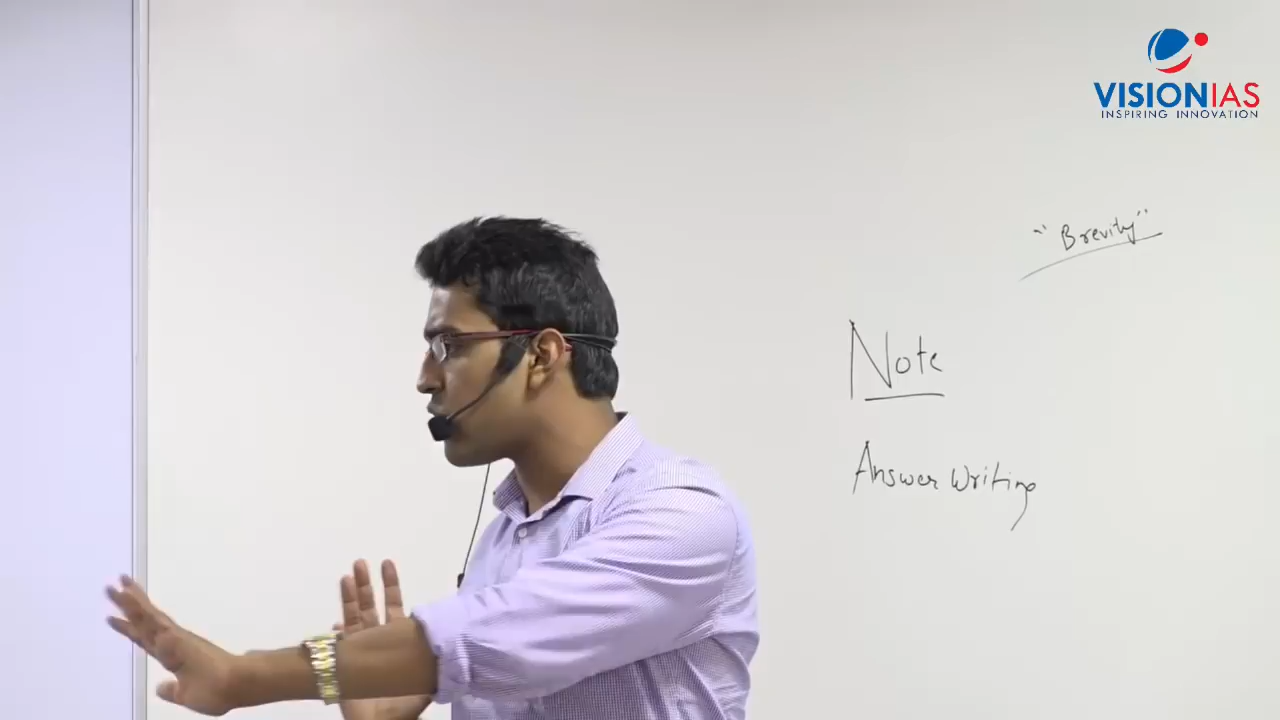 VISIONIAS
INSPIRING INNOVATION
"Brevity"
Note
Answer Writing